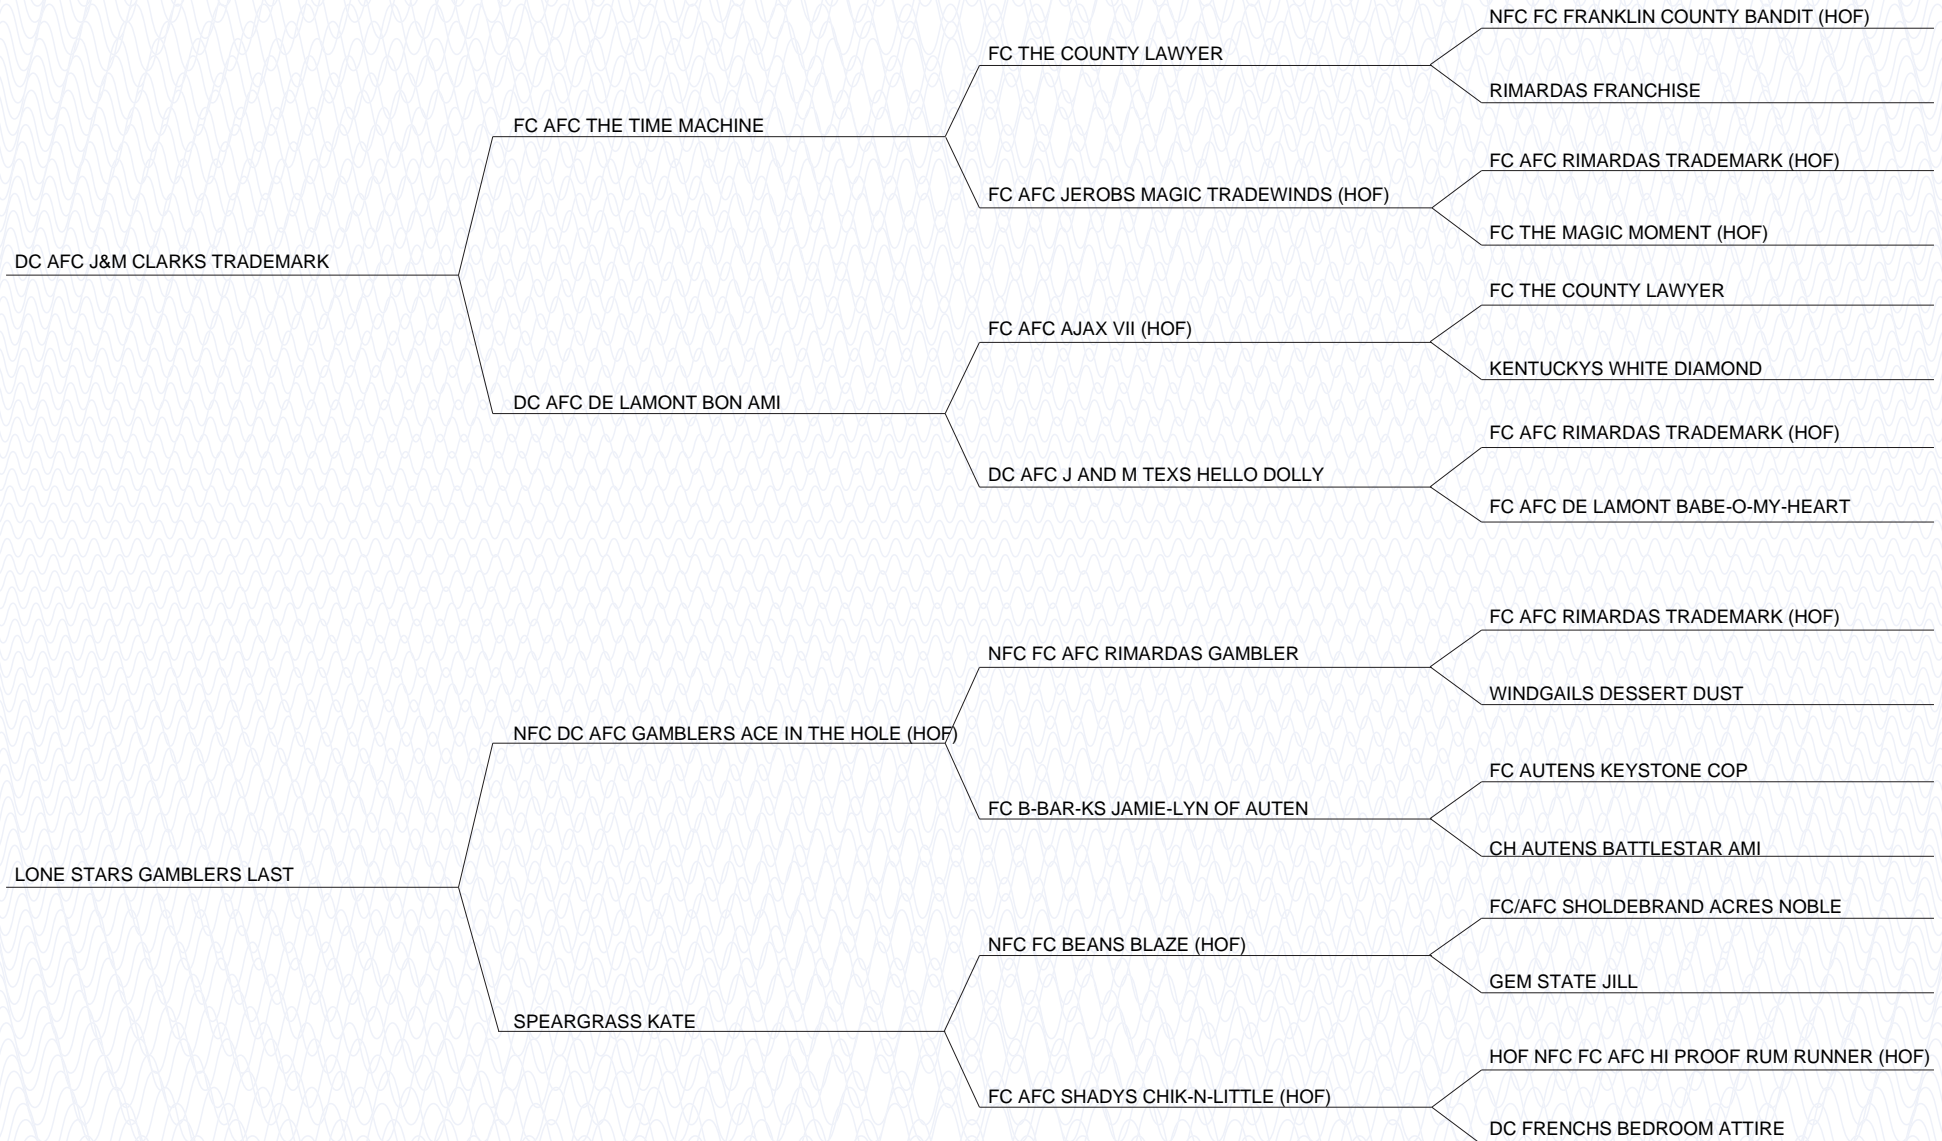 NFC FC FRANKLIN COUNTY BANDIT (HOF)
FC THE COUNTY LAWYER
RIMARDAS FRANCHISE
FC AFC THE TIME MACHINE
FC AFC RIMARDAS TRADEMARK (HOF)
FC AFC JEROBS MAGIC TRADEWINDS (HOF)
FC THE MAGIC MOMENT (HOF)
DC AFC J&M CLARKS TRADEMARK
FC THE COUNTY LAWYER
FC AFC AJAX VII (HOF)
KENTUCKYS WHITE DIAMOND
DC AFC DE LAMONT BON AMI
FC AFC RIMARDAS TRADEMARK (HOF)
DC AFC J AND M TEXS HELLO DOLLY
FC AFC DE LAMONT BABE-O-MY-HEART
FC AFC RIMARDAS TRADEMARK (HOF)
NFC FC AFC RIMARDAS GAMBLER
WINDGAILS DESSERT DUST
NFC DC AFC GAMBLERS ACE IN THE HOLE (HOF)
FC AUTENS KEYSTONE COP
FC B-BAR-KS JAMIE-LYN OF AUTEN
CH AUTENS BATTLESTAR AMI
LONE STARS GAMBLERS LAST
FC/AFC SHOLDEBRAND ACRES NOBLE
NFC FC BEANS BLAZE (HOF)
GEM STATE JILL
SPEARGRASS KATE
HOF NFC FC AFC HI PROOF RUM RUNNER (HOF)
FC AFC SHADYS CHIK-N-LITTLE (HOF)
DC FRENCHS BEDROOM ATTIRE